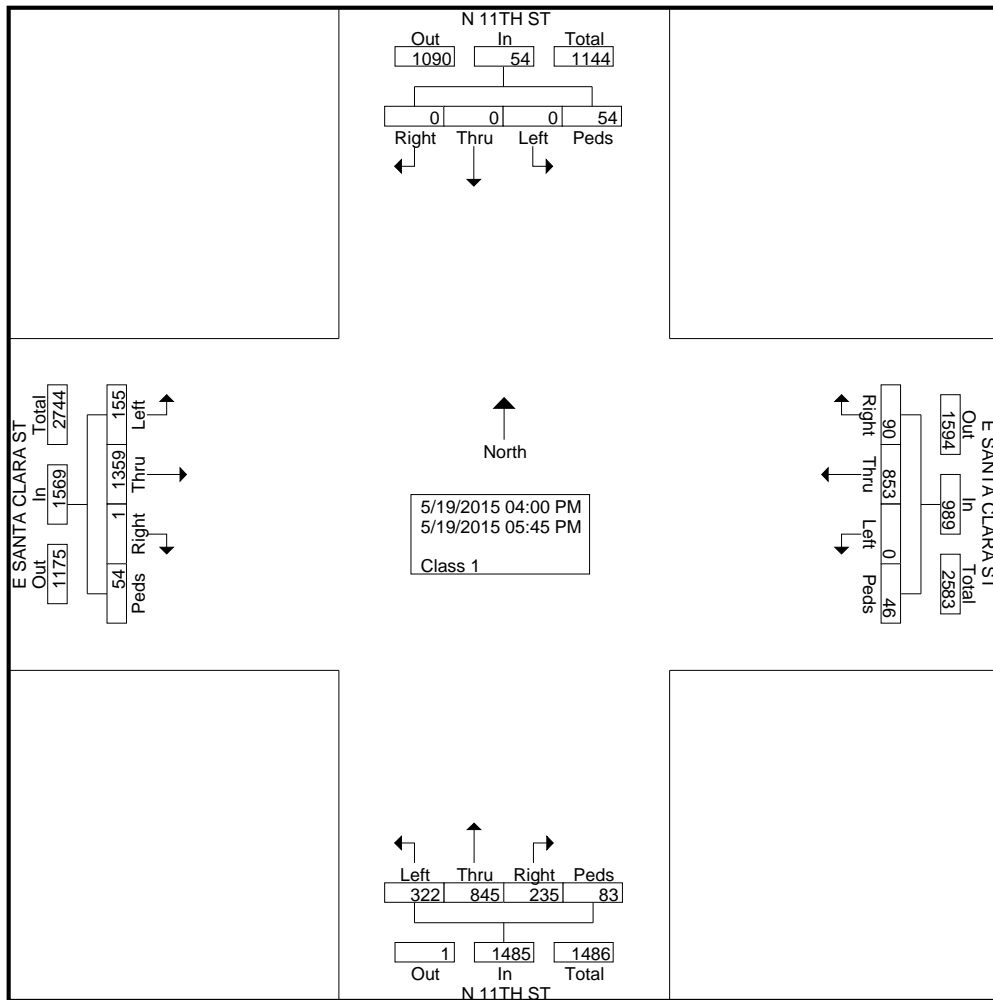 N 11TH ST
Out In Total
1090 54 1144
0 0 0 54
Right Thru Left Peds
E SANTA CLARA ST
Total In Out
2744 1569 1175
155 1359 1 54
Left Thru Right Peds
North
5/19/2015 04:00 PM
5/19/2015 05:45 PM
Class 1
Right Thru Left Peds
90 853 0 46
1594 989 2583
Out In Total
E SANTA CLARA ST
Left Thru Right Peds
322 845 235 83
1 1485 1486
Out In Total
N 11TH ST